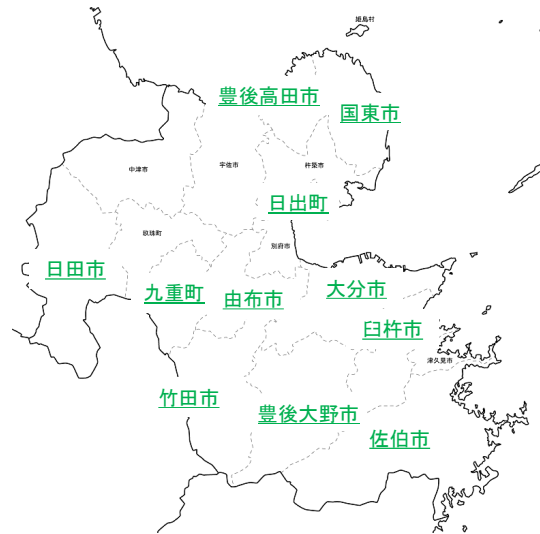 姫島村
豊後高田市
国東市
中津市
宇佐市
杵築市
日出町
玖珠町
別府市
日田市
九重町
由布市
大分市
臼杵市
津久見市
竹田市
豊後大野市
佐伯市